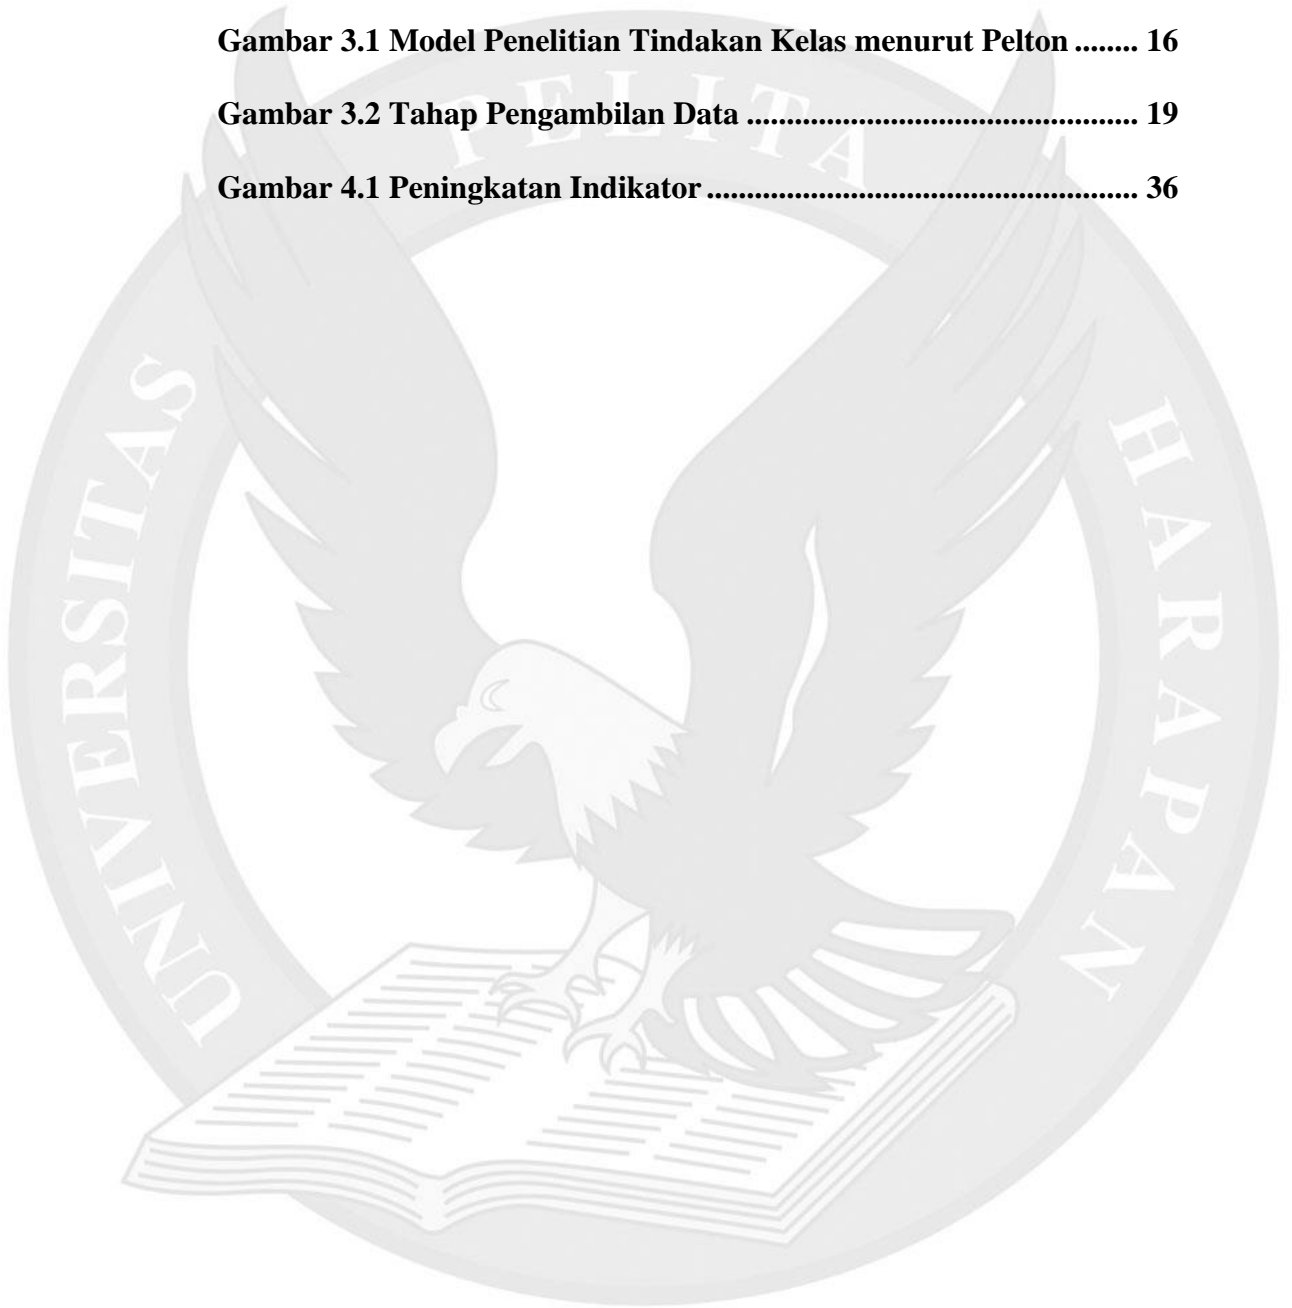 Gambar 3.1 Model Penelitian Tindakan Kelas menurut Pelton ........ 16
Gambar 3.2 Tahap Pengambilan Data .................................................. 19
Gambar 4.1 Peningkatan Indikator ....................................................... 36
UNIVERSITAS PELITA HARAPAN